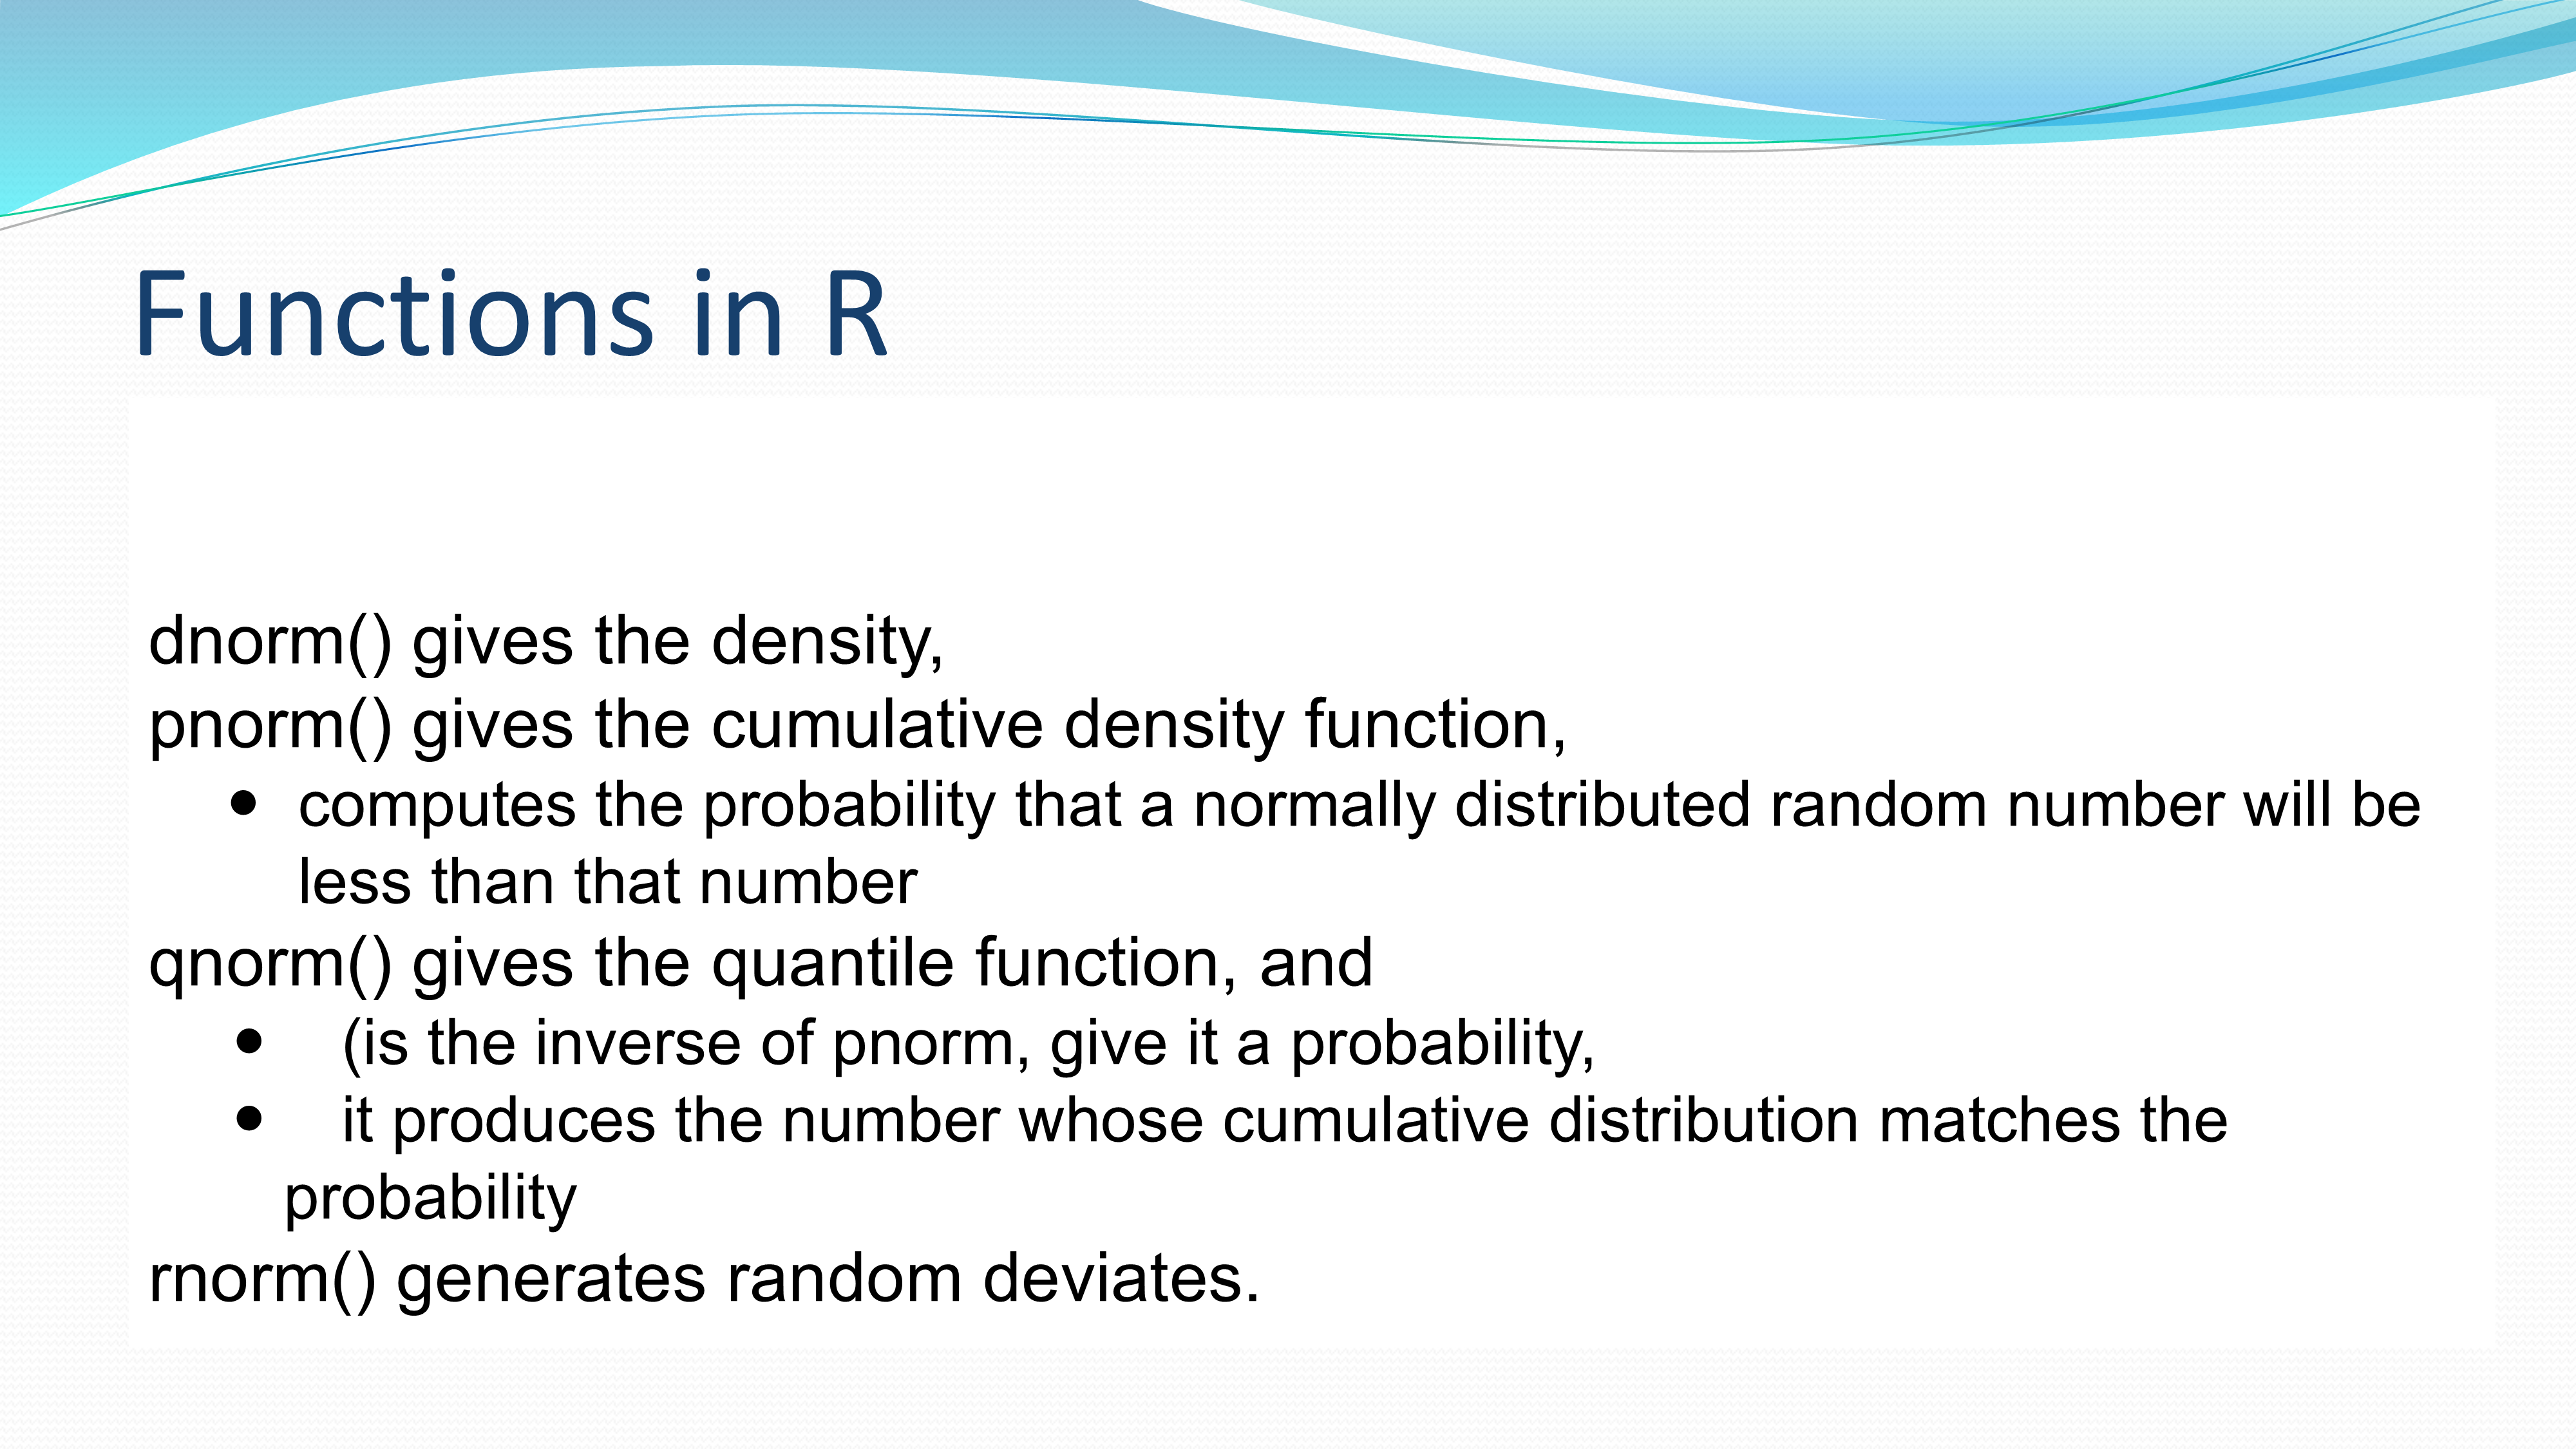 Functions in R
dnorm() gives the density,
pnorm() gives the cumulative density function,
• computes the probability that a normally distributed random number will be
less than that number
qnorm() gives the quantile function, and
• (is the inverse of pnorm, give it a probability,
• it produces the number whose cumulative distribution matches the
probability
rnorm() generates random deviates.